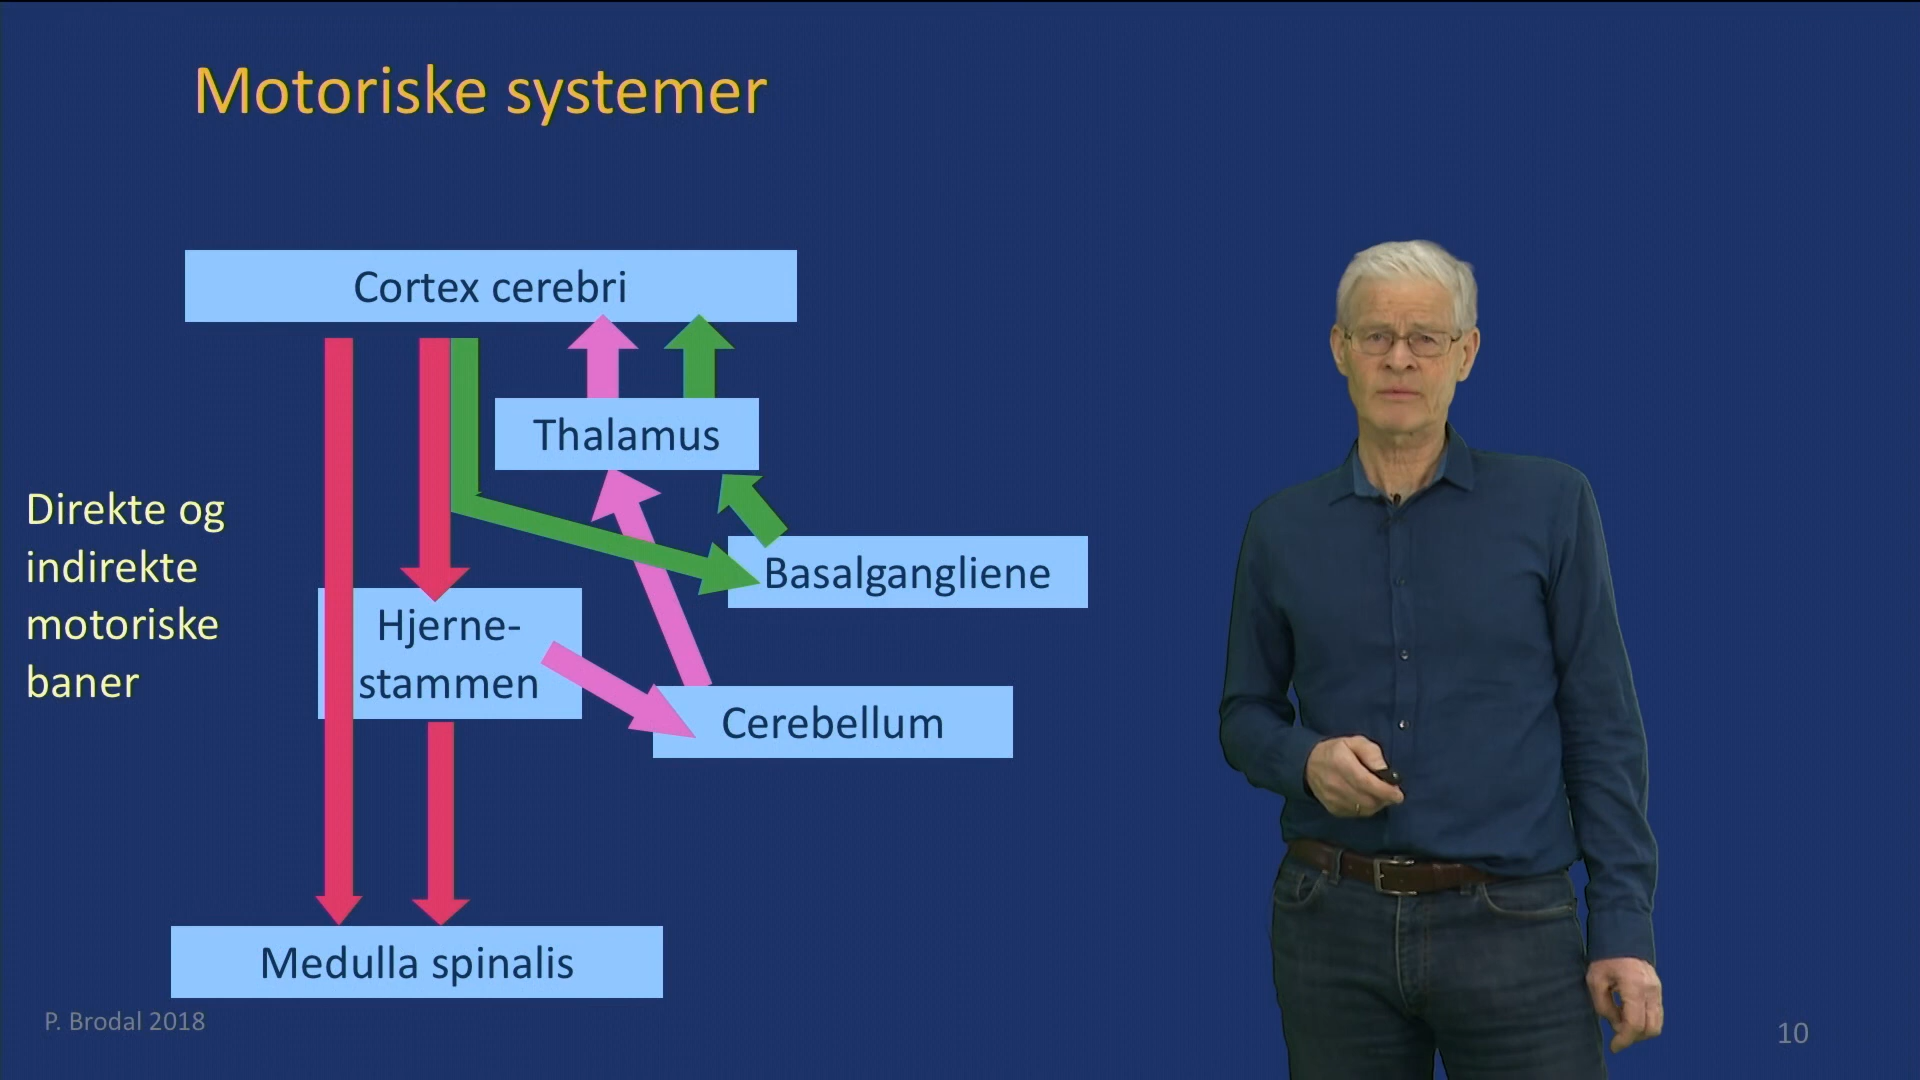 Motoriske systemer
Cortex cerebri
Thalamus
Direkte og
indirekte
motoriske
baner
Basalgangliene
Hjerne-
stammen
Cerebellum
Medulla spinalis
P. Brodal 2018
10